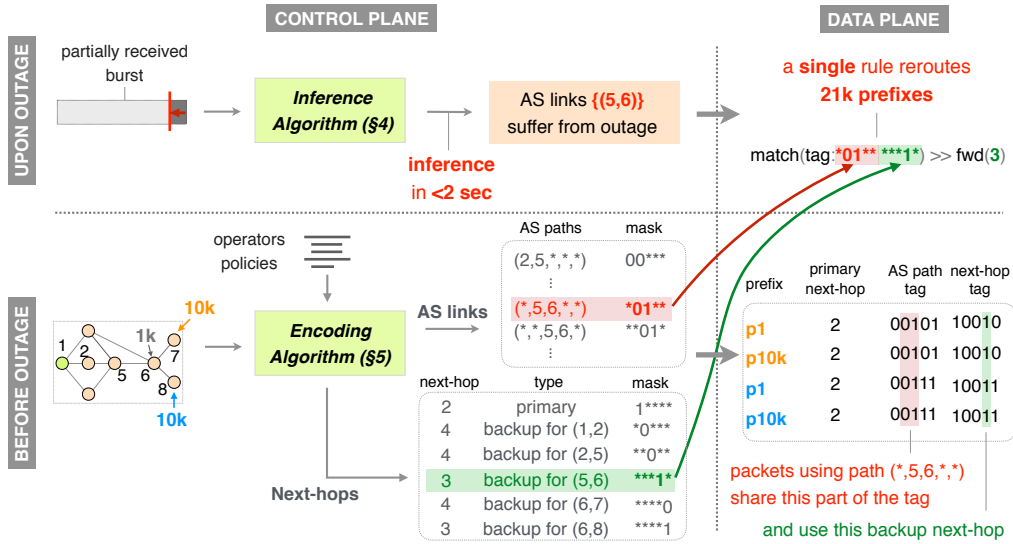 CONTROL PLANE
DATA PLANE
UPON OUTAGE
partially received
burst
Inference
Algorithm (§4)
AS links {(5,6)}
suffer from outage
inference
in <2 sec
a single rule reroutes
21k prefixes
match(tag:*01** ***1*) >> fwd(3)
BEFORE OUTAGE
operators
policies
1
2
5
6
7
8
1k
10k
10k
Encoding
Algorithm (§5)
AS links
AS paths mask
(2,5,*,*,*) 00***
⋮
(*,5,6,*,*) *01**
(*,*,5,6,*) **01*
⋮
Next-hops
next-hop type mask
2 primary 1****
4 backup for (1,2) *0***
4 backup for (2,5) **0**
3 backup for (5,6) ***1*
4 backup for (6,7) ****0
3 backup for (6,8) ****1
prefix primary next-hop AS path tag next-hop tag
p1 2 00101 10010
p10k 2 00101 10010
p1 2 00111 10011
p10k 2 00111 10011
packets using path (*,5,6,*,*)
share this part of the tag
and use this backup next-hop